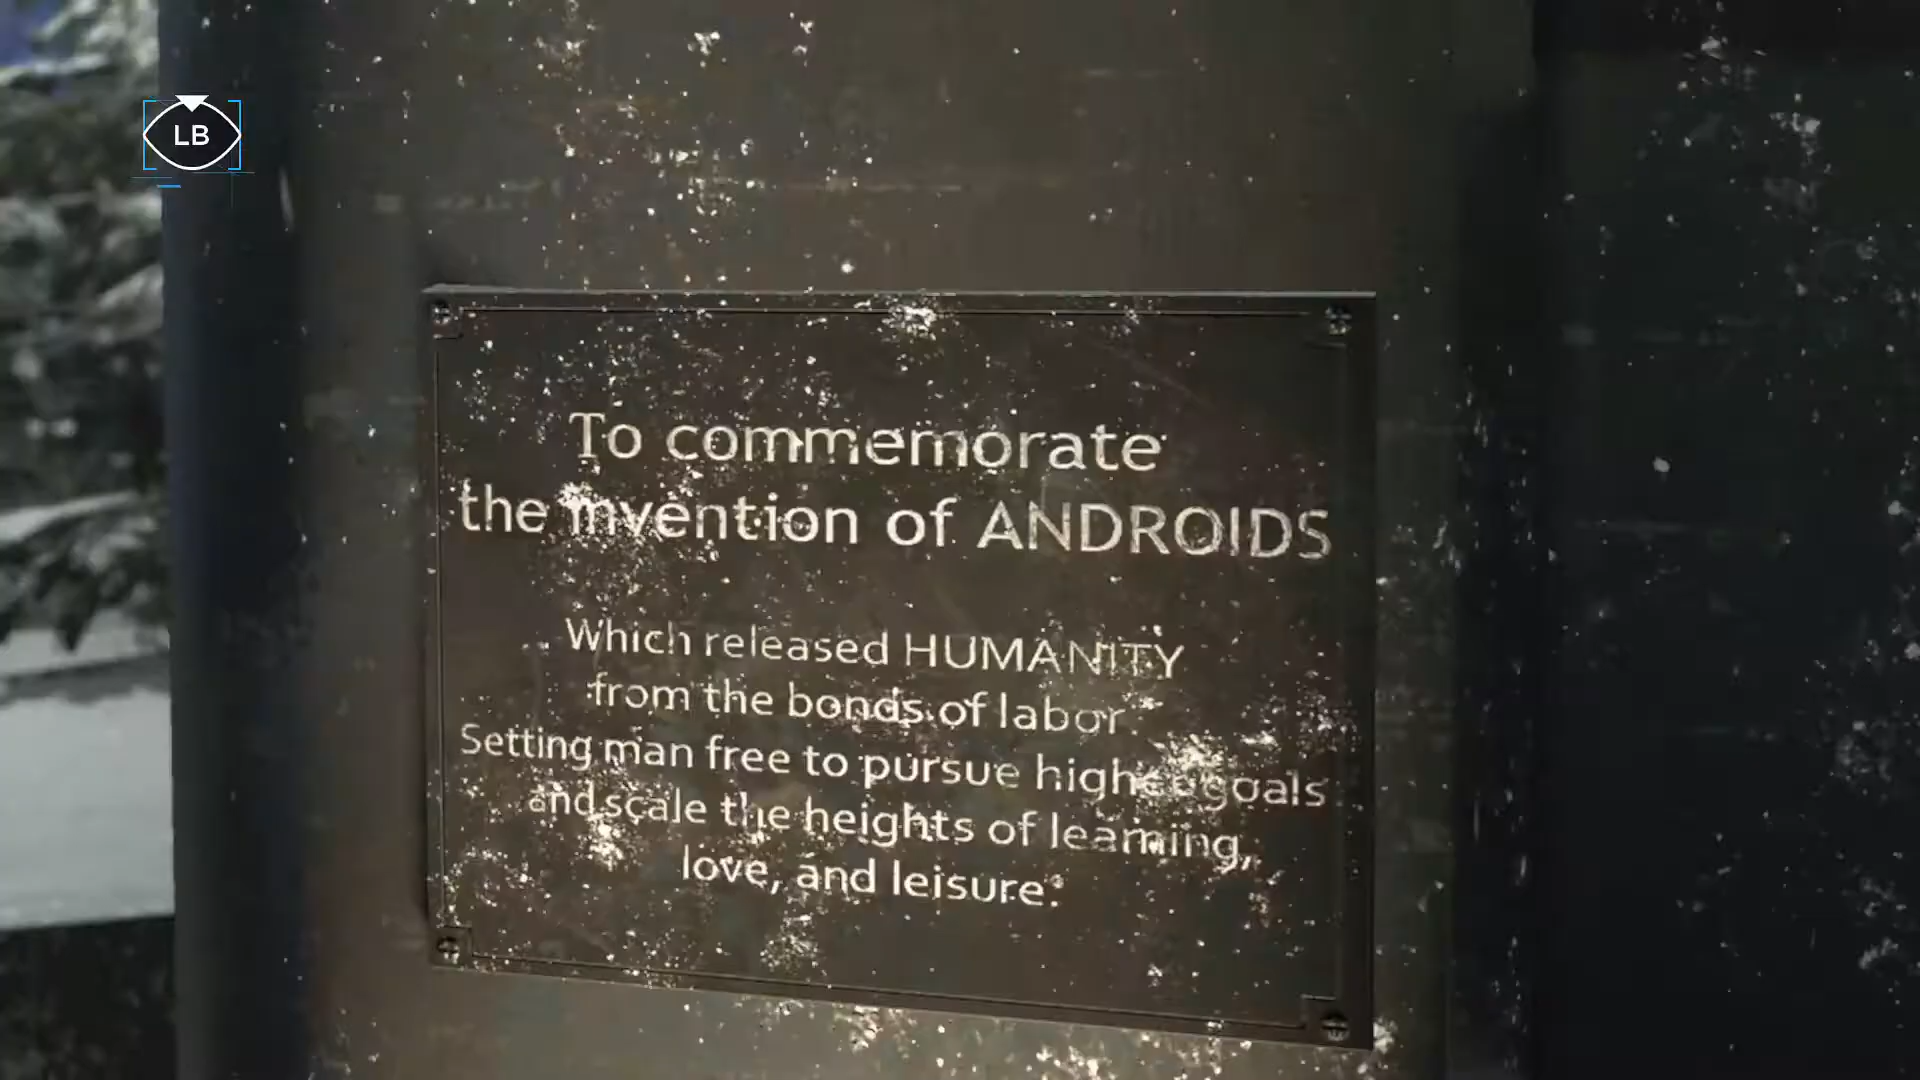 LB
To commemorate
the invention of ANDROIDS
Which released HUMANITY
from the bonds of labor.
Setting man free to pursue higher goals
and scale the heights of learning,
love, and leisure.